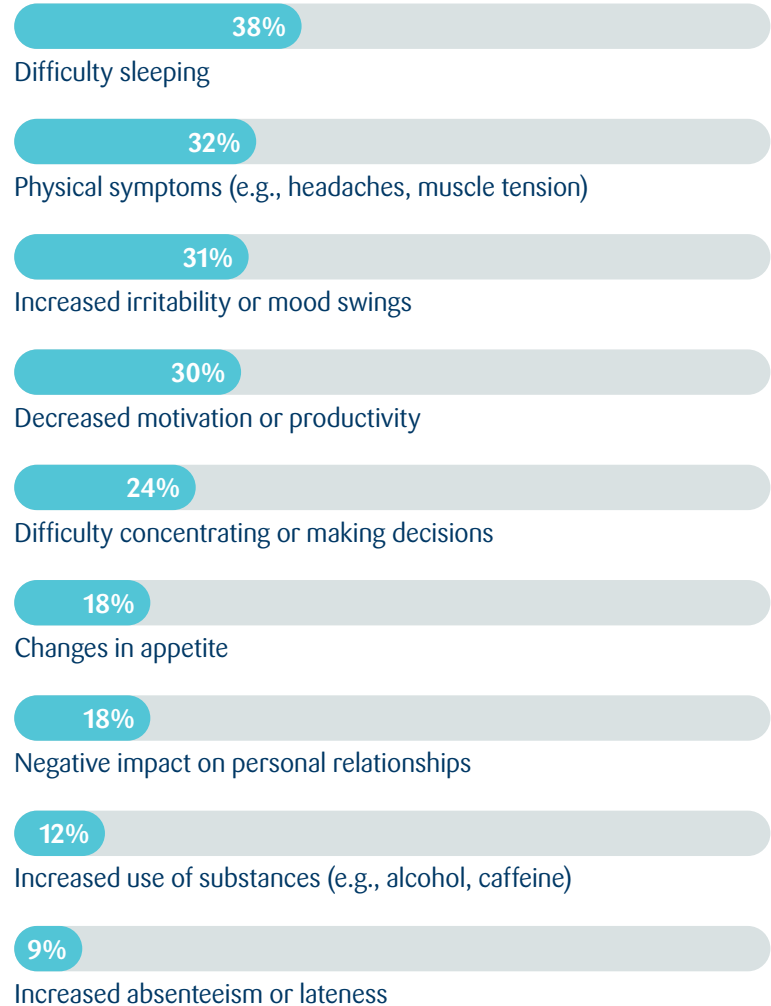 38%
Difficulty sleeping
32%
Physical symptoms (e.g., headaches, muscle tension)
31%
Increased irritability or mood swings
30%
Decreased motivation or productivity
24%
Difficulty concentrating or making decisions
18%
Changes in appetite
18%
Negative impact on personal relationships
12%
Increased use of substances (e.g., alcohol, caffeine)
9%
Increased absenteeism or lateness